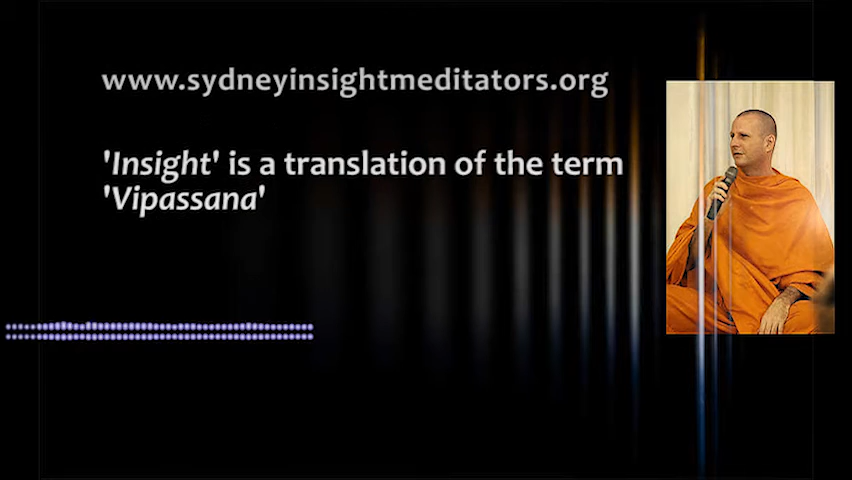 www.sydneyinsightmeditators.org
'Insight' is a translation of the term
'Vipassana'